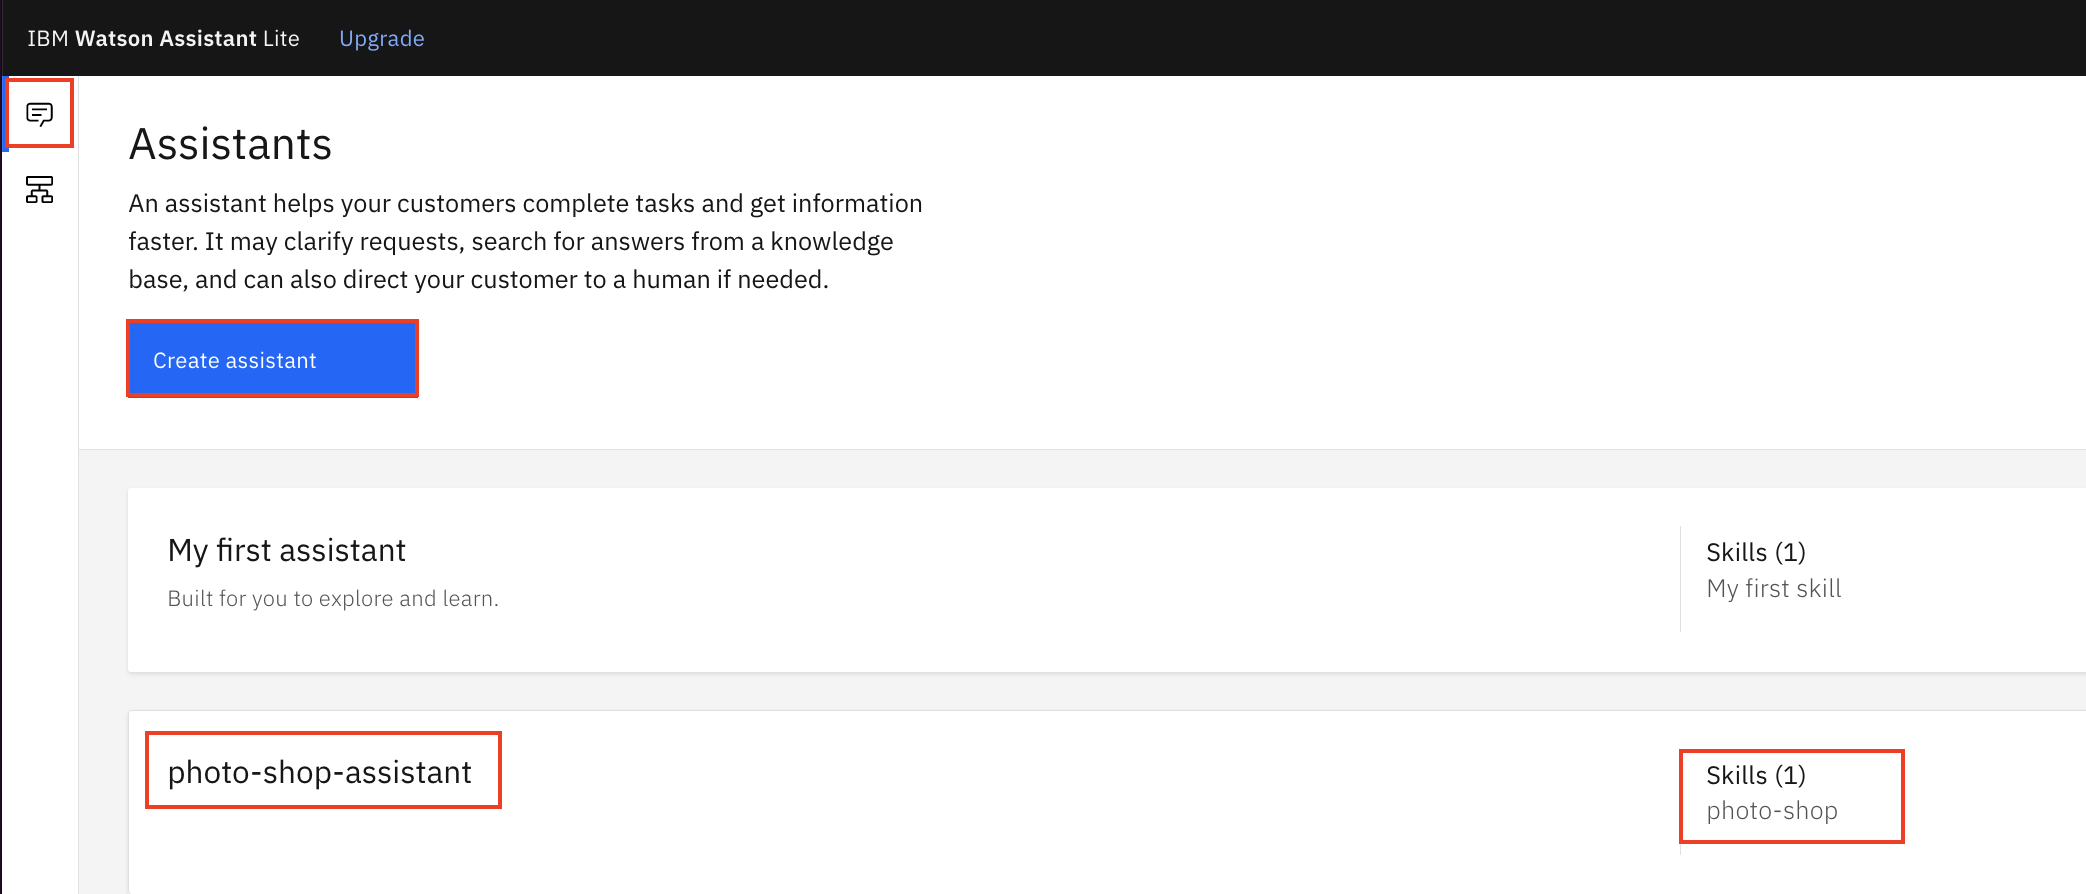 IBM Watson Assistant Lite Upgrade
Assistants
An assistant helps your customers complete tasks and get information
faster. It may clarify requests, search for answers from a knowledge
base, and can also direct your customer to a human if needed.
Create assistant
My first assistant
Built for you to explore and learn.
Skills (1)
My first skill
photo-shop-assistant
Skills (1)
photo-shop